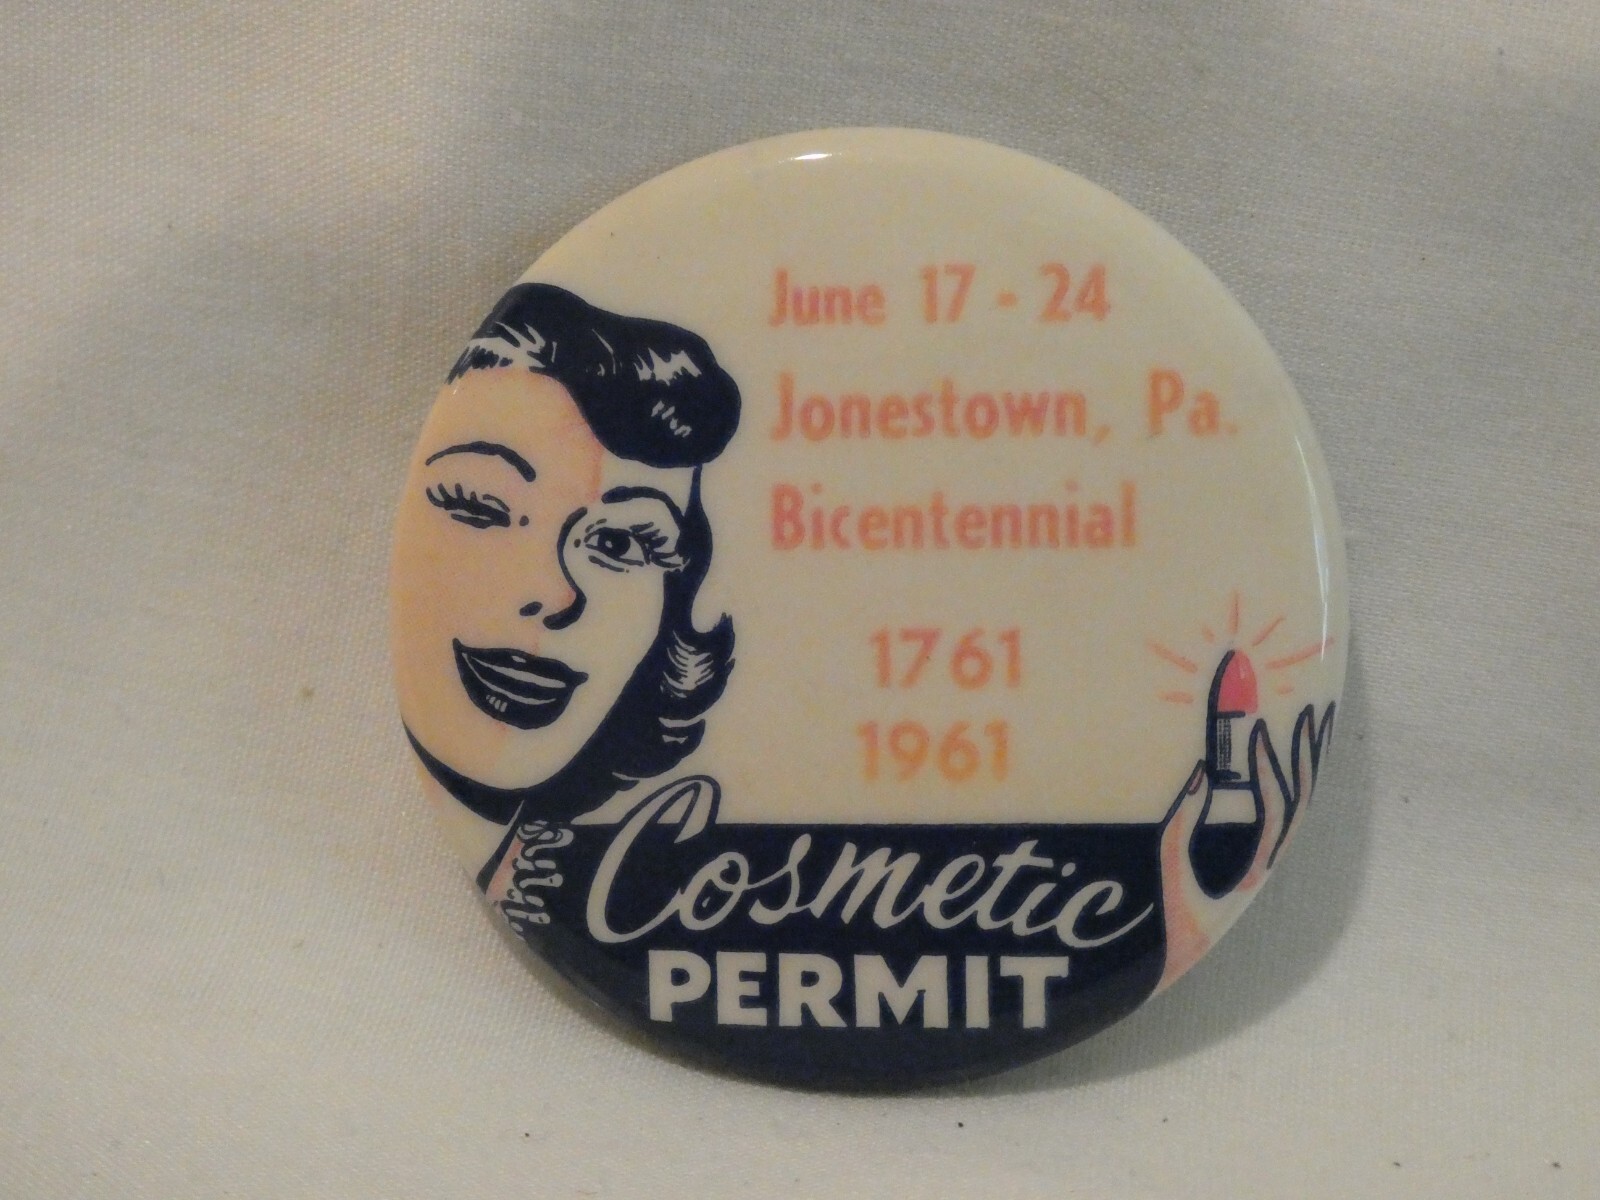 June 17 - 24
Jonestown, Pa.
Bicentennial
1761
1961
Cosmetic
PERMIT